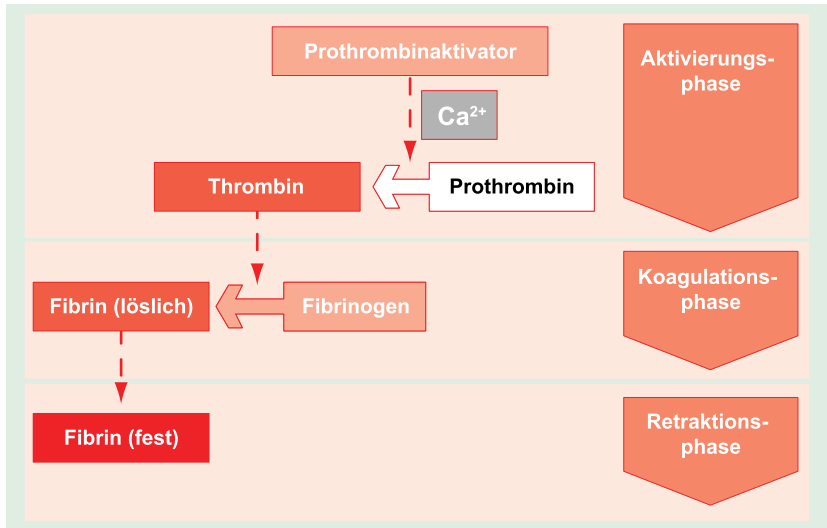 Prothrombinaktivator
Aktivierungs-
phase
Ca²⁺
Thrombin
Prothrombin
Koagulations-
phase
Fibrin (löslich)
Fibrinogen
Retraktions-
phase
Fibrin (fest)